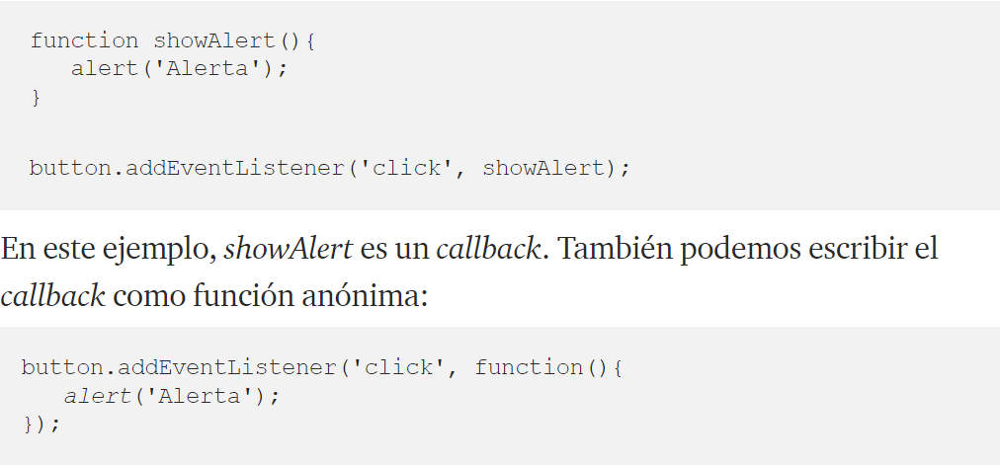 function showAlert(){
   alert('Alerta');
}
button.addEventListener('click', showAlert);
En este ejemplo, showAlert es un callback. También podemos escribir el
callback como función anónima:
button.addEventListener('click', function(){
   alert('Alerta');
});